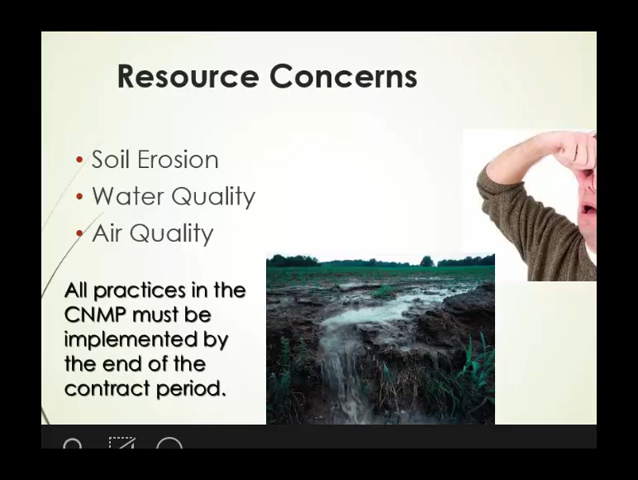 Resource Concerns
• Soil Erosion
• Water Quality
• Air Quality
All practices in the
CNMP must be
implemented by
the end of the
contract period.